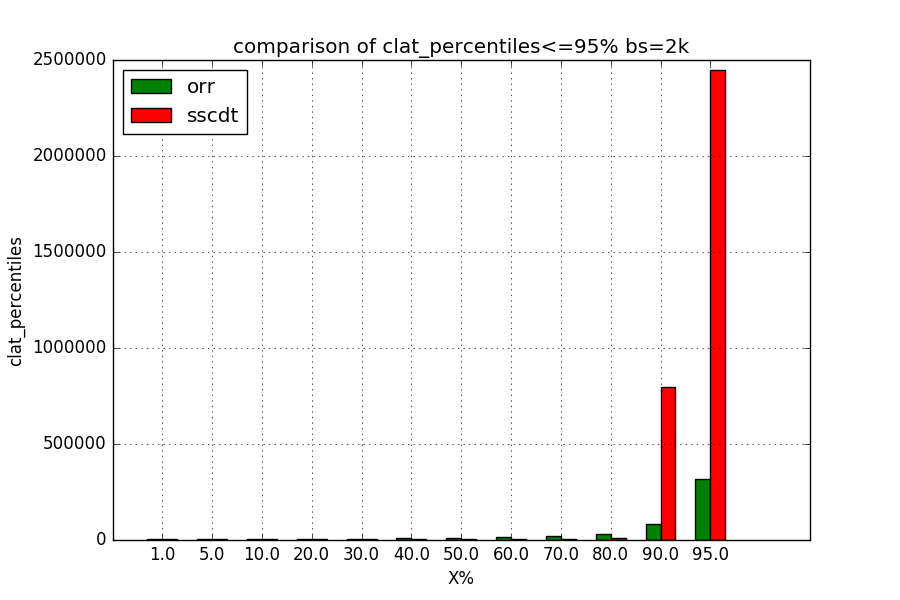 comparison of clat_percentiles<=95% bs=2k
2500000
2000000
1500000
1000000
500000
0
clat_percentiles
orr
sscdt
1.0 5.0 10.0 20.0 30.0 40.0 50.0 60.0 70.0 80.0 90.0 95.0
X%